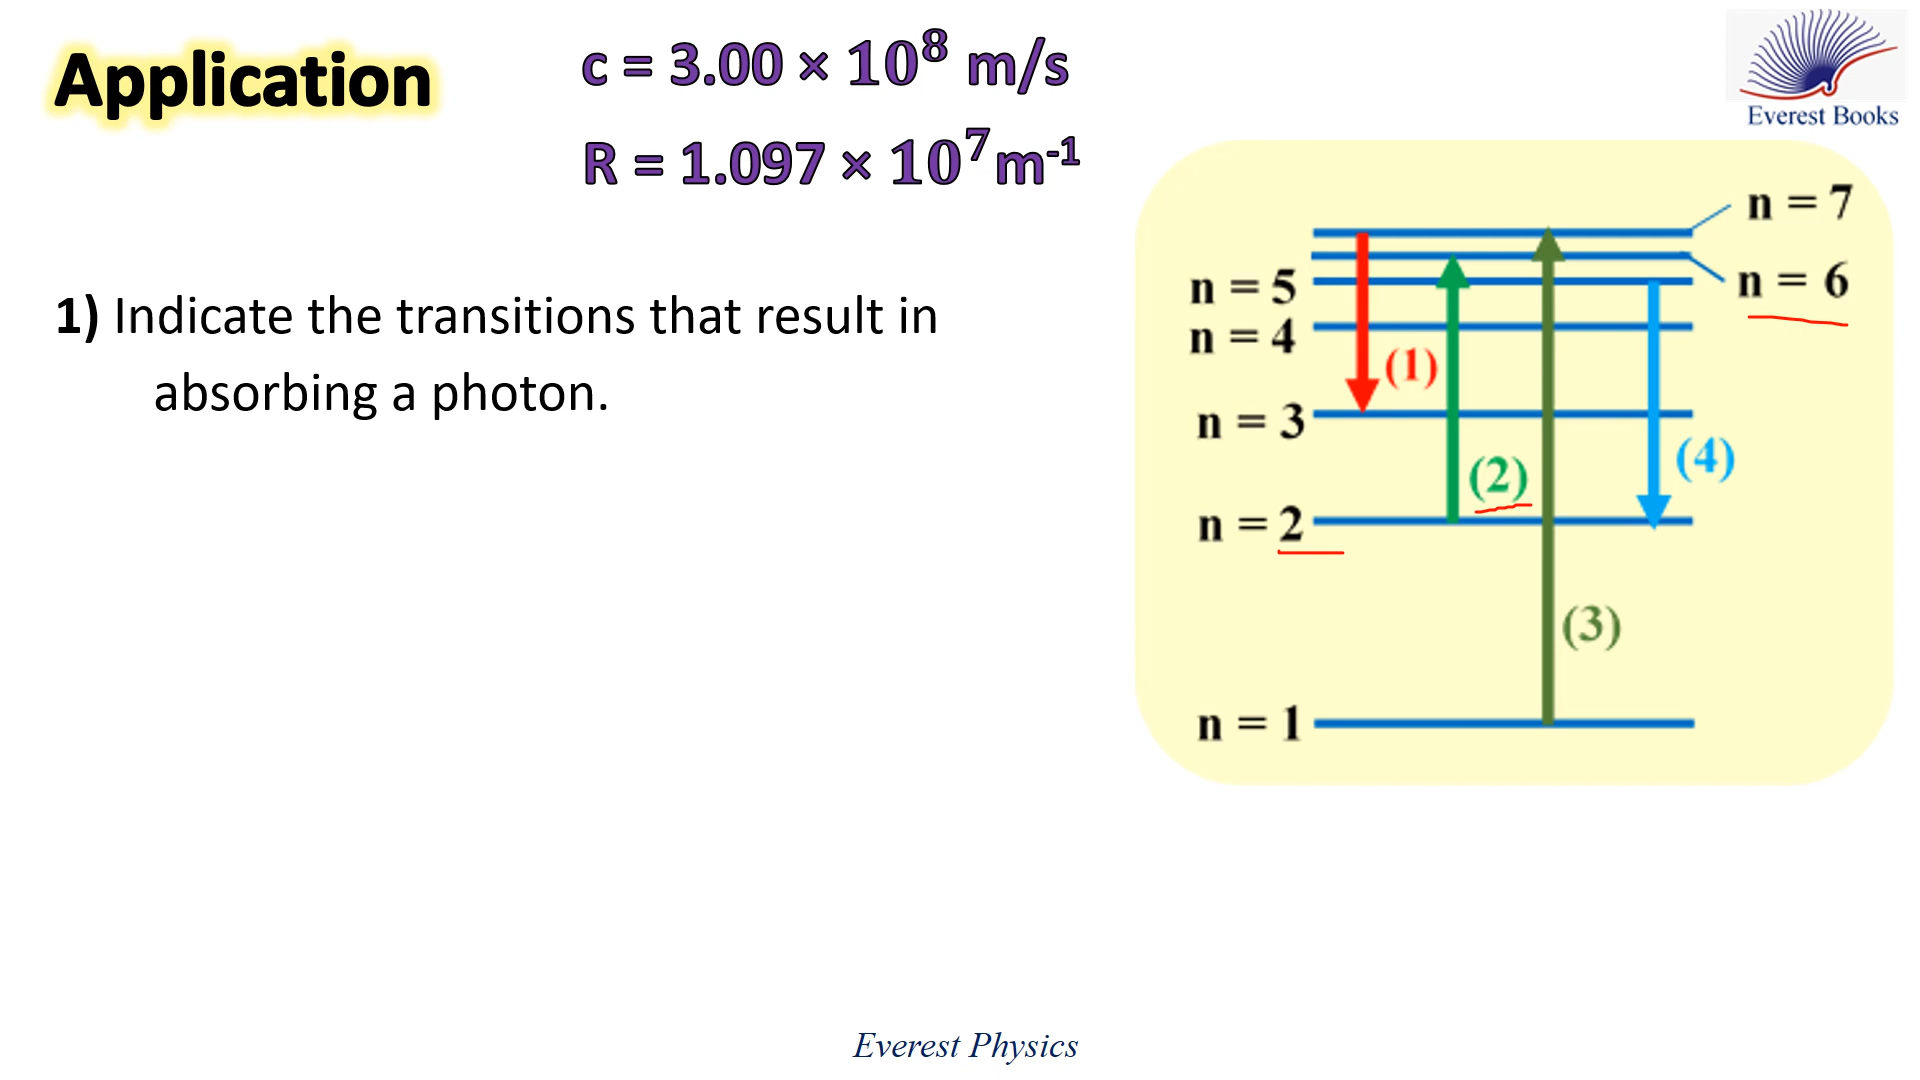 Application
c = 3.00 × 10⁸ m/s
R = 1.097 × 10⁷ m⁻¹
Everest Books
1) Indicate the transitions that result in
absorbing a photon.
n = 7
n = 6
n = 5
n = 4
(1)
n = 3
(4)
(2)
n = 2
(3)
n = 1
Everest Physics